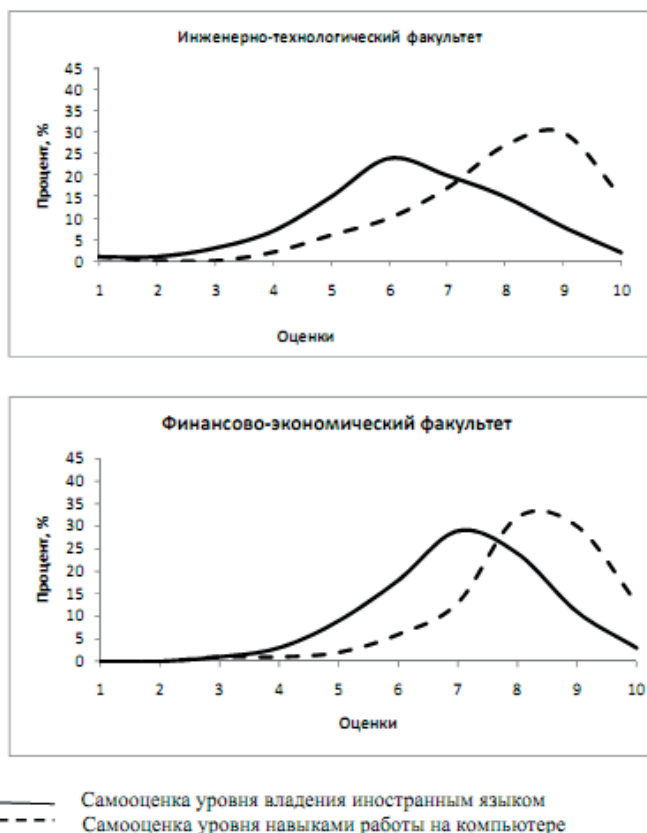 Инженерно-технологический факультет
45
40
35
30
25
20
15
10
5
0
Процент, %
1 2 3 4 5 6 7 8 9 10
Оценки
Финансово-экономический факультет
45
40
35
30
25
20
15
10
5
0
Процент, %
1 2 3 4 5 6 7 8 9 10
Оценки
Самооценка уровня владения иностранным языком
Самооценка уровня навыками работы на компьютере